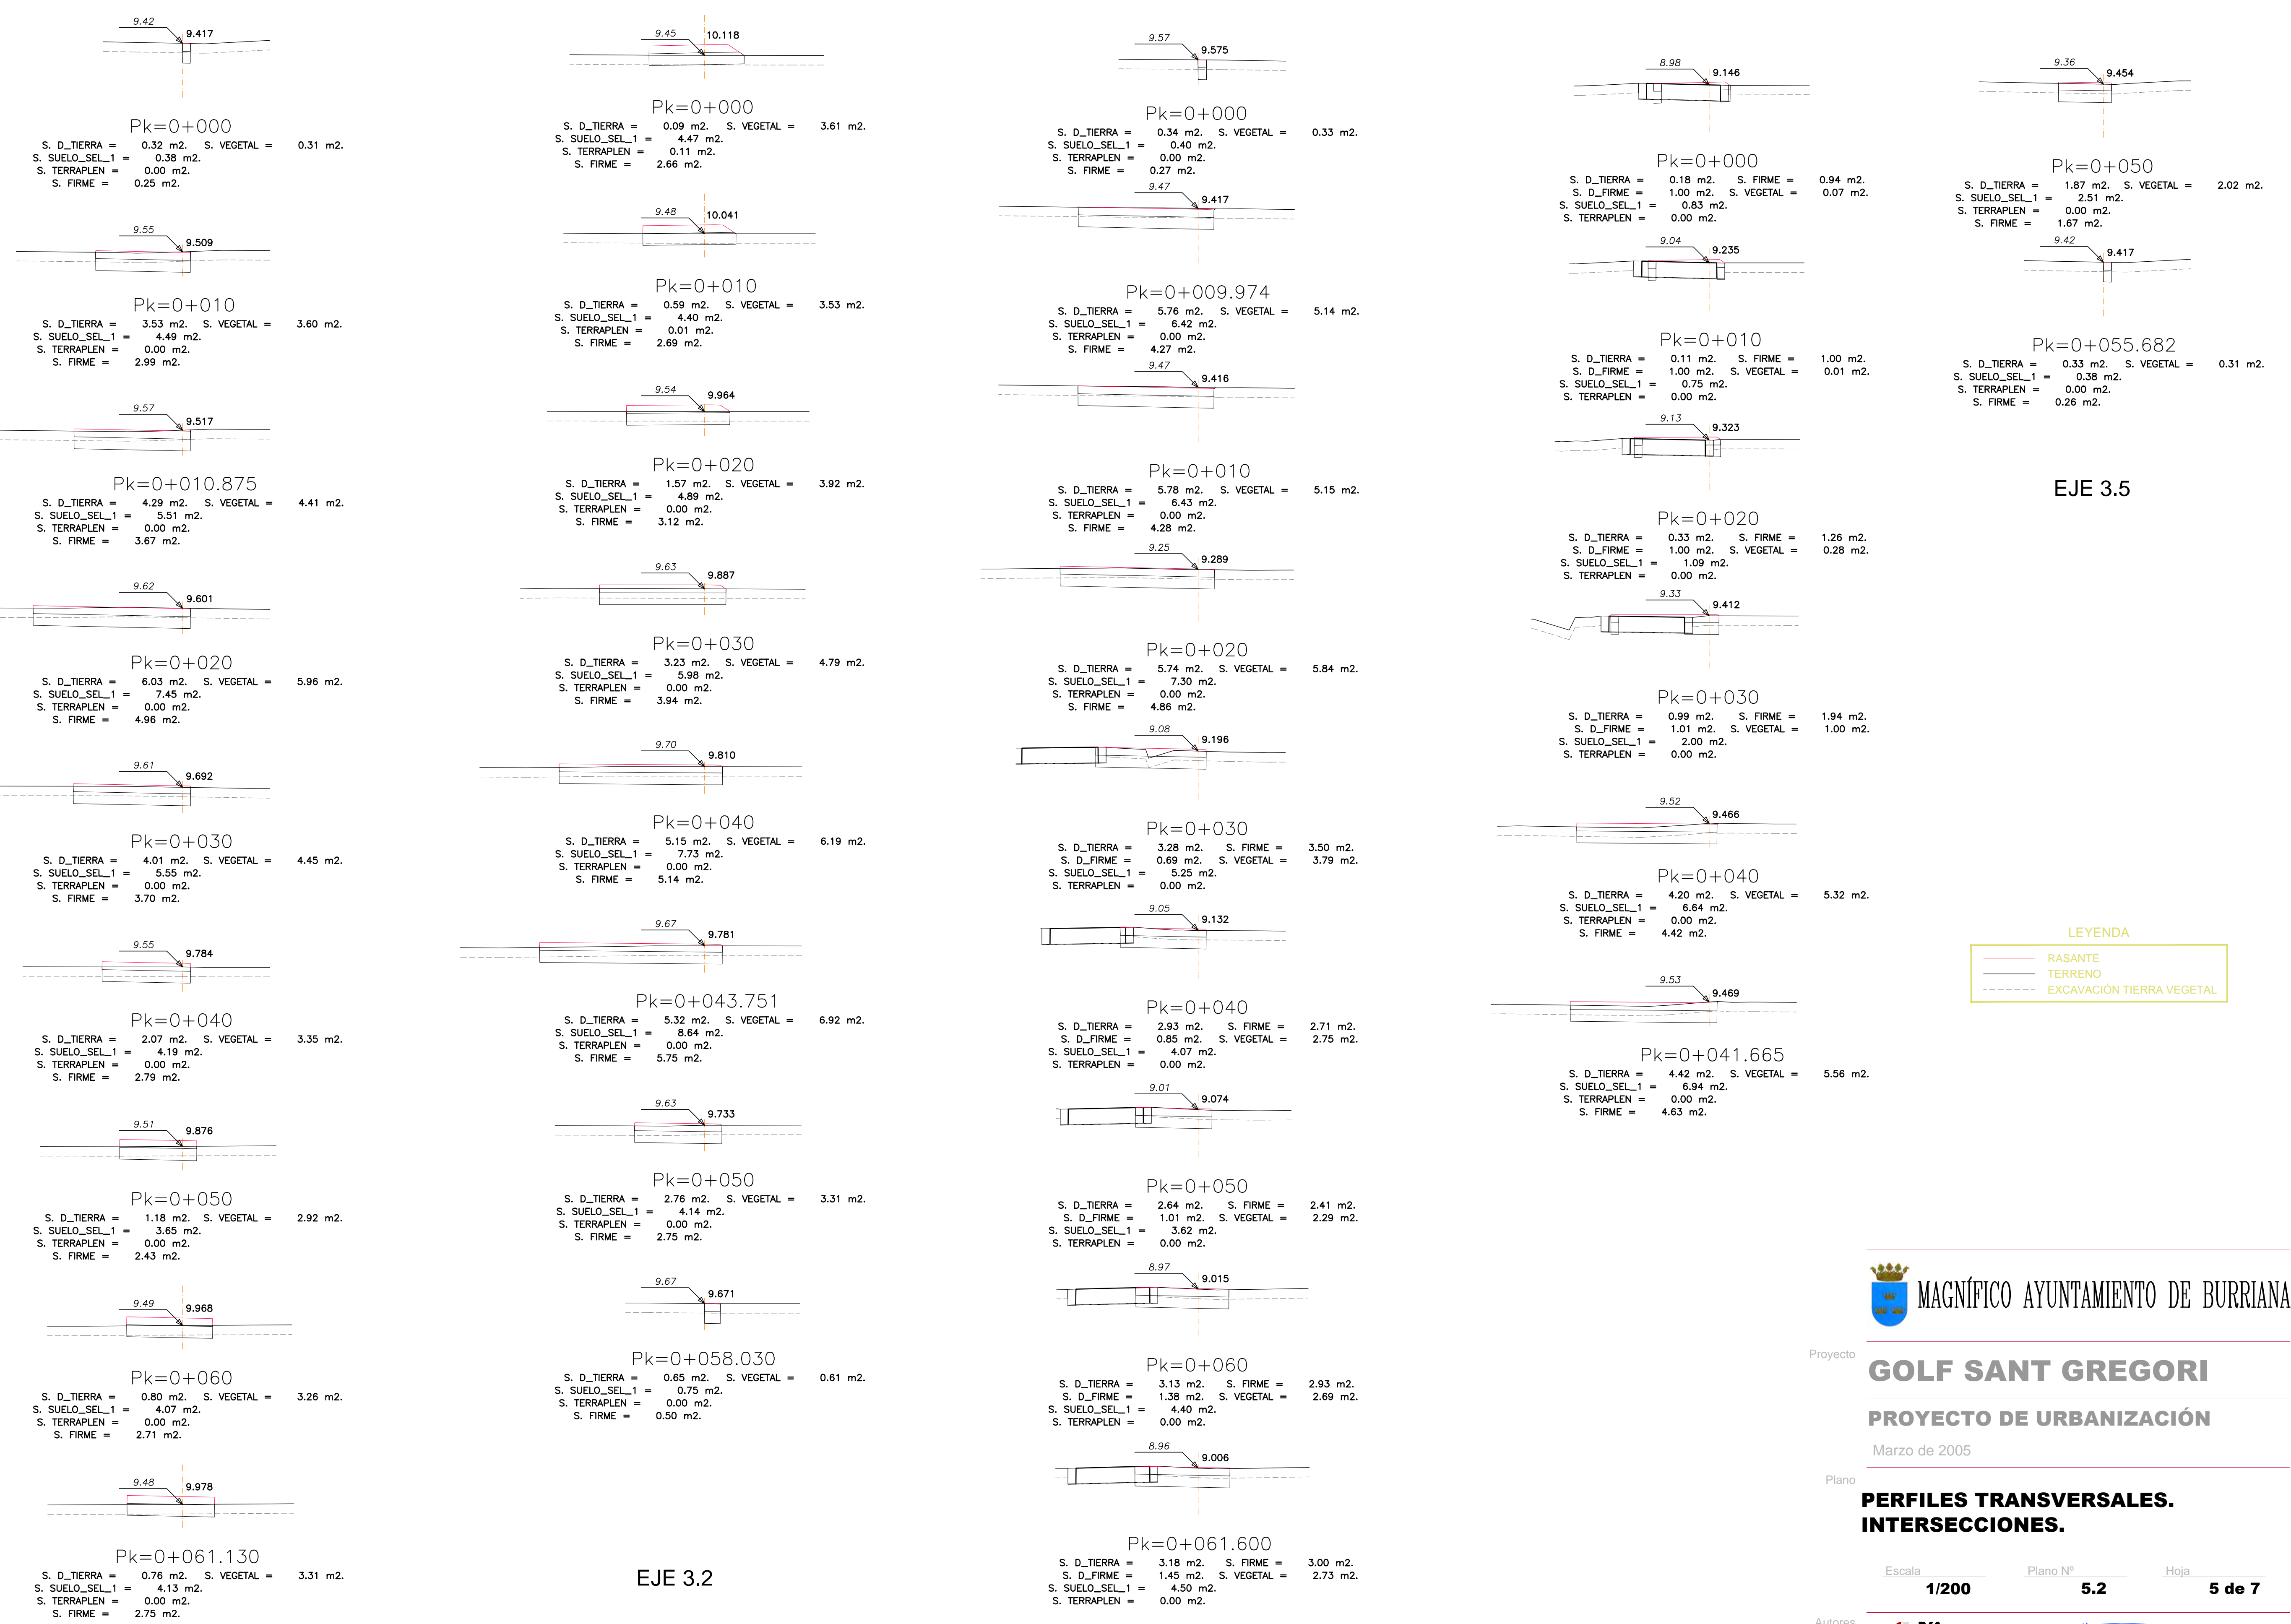 9.42
9.417
Pk=0+000
S. D_TIERRA = 0.32 m2. S. VEGETAL = 0.31 m2.
S. SUELO_SEL_1 = 0.38 m2.
S. TERRAPLEN = 0.00 m2.
S. FIRME = 0.25 m2.
9.55
9.509
Pk=0+010
S. D_TIERRA = 3.53 m2. S. VEGETAL = 3.60 m2.
S. SUELO_SEL_1 = 4.49 m2.
S. TERRAPLEN = 0.00 m2.
S. FIRME = 2.99 m2.
9.57
9.517
Pk=0+010.875
S. D_TIERRA = 4.29 m2. S. VEGETAL = 4.41 m2.
S. SUELO_SEL_1 = 5.51 m2.
S. TERRAPLEN = 0.00 m2.
S. FIRME = 3.67 m2.
9.62
9.601
Pk=0+020
S. D_TIERRA = 6.03 m2. S. VEGETAL = 5.96 m2.
S. SUELO_SEL_1 = 7.45 m2.
S. TERRAPLEN = 0.00 m2.
S. FIRME = 4.96 m2.
9.61
9.692
Pk=0+030
S. D_TIERRA = 4.01 m2. S. VEGETAL = 4.45 m2.
S. SUELO_SEL_1 = 5.55 m2.
S. TERRAPLEN = 0.00 m2.
S. FIRME = 3.70 m2.
9.55
9.784
Pk=0+040
S. D_TIERRA = 2.07 m2. S. VEGETAL = 3.35 m2.
S. SUELO_SEL_1 = 4.19 m2.
S. TERRAPLEN = 0.00 m2.
S. FIRME = 2.79 m2.
9.51
9.876
Pk=0+050
S. D_TIERRA = 1.18 m2. S. VEGETAL = 2.92 m2.
S. SUELO_SEL_1 = 3.65 m2.
S. TERRAPLEN = 0.00 m2.
S. FIRME = 2.43 m2.
9.49
9.968
Pk=0+060
S. D_TIERRA = 0.80 m2. S. VEGETAL = 3.26 m2.
S. SUELO_SEL_1 = 4.07 m2.
S. TERRAPLEN = 0.00 m2.
S. FIRME = 2.71 m2.
9.48
9.978
Pk=0+061.130
S. D_TIERRA = 0.76 m2. S. VEGETAL = 3.31 m2.
S. SUELO_SEL_1 = 4.13 m2.
S. TERRAPLEN = 0.00 m2.
S. FIRME = 2.75 m2.
9.45
10.118
Pk=0+000
S. D_TIERRA = 0.09 m2. S. VEGETAL = 3.61 m2.
S. SUELO_SEL_1 = 4.47 m2.
S. TERRAPLEN = 0.11 m2.
S. FIRME = 2.66 m2.
9.48
10.041
Pk=0+010
S. D_TIERRA = 0.59 m2. S. VEGETAL = 3.53 m2.
S. SUELO_SEL_1 = 4.40 m2.
S. TERRAPLEN = 0.01 m2.
S. FIRME = 2.69 m2.
9.54
9.964
Pk=0+020
S. D_TIERRA = 1.57 m2. S. VEGETAL = 3.92 m2.
S. SUELO_SEL_1 = 4.89 m2.
S. TERRAPLEN = 0.00 m2.
S. FIRME = 3.12 m2.
9.63
9.887
Pk=0+030
S. D_TIERRA = 3.23 m2. S. VEGETAL = 4.79 m2.
S. SUELO_SEL_1 = 5.98 m2.
S. TERRAPLEN = 0.00 m2.
S. FIRME = 3.94 m2.
9.70
9.810
Pk=0+040
S. D_TIERRA = 5.15 m2. S. VEGETAL = 6.19 m2.
S. SUELO_SEL_1 = 7.73 m2.
S. TERRAPLEN = 0.00 m2.
S. FIRME = 5.14 m2.
9.67
9.781
Pk=0+043.751
S. D_TIERRA = 5.32 m2. S. VEGETAL = 6.92 m2.
S. SUELO_SEL_1 = 8.64 m2.
S. TERRAPLEN = 0.00 m2.
S. FIRME = 5.75 m2.
9.63
9.733
Pk=0+050
S. D_TIERRA = 2.76 m2. S. VEGETAL = 3.31 m2.
S. SUELO_SEL_1 = 4.14 m2.
S. TERRAPLEN = 0.00 m2.
S. FIRME = 2.75 m2.
9.67
9.671
Pk=0+058.030
S. D_TIERRA = 0.65 m2. S. VEGETAL = 0.61 m2.
S. SUELO_SEL_1 = 0.75 m2.
S. TERRAPLEN = 0.00 m2.
S. FIRME = 0.50 m2.
EJE 3.2
9.57
9.575
Pk=0+000
S. D_TIERRA = 0.34 m2. S. VEGETAL = 0.33 m2.
S. SUELO_SEL_1 = 0.40 m2.
S. TERRAPLEN = 0.00 m2.
S. FIRME = 0.27 m2.
9.47
9.417
Pk=0+009.974
S. D_TIERRA = 5.76 m2. S. VEGETAL = 5.14 m2.
S. SUELO_SEL_1 = 6.42 m2.
S. TERRAPLEN = 0.00 m2.
S. FIRME = 4.27 m2.
9.47
9.416
Pk=0+010
S. D_TIERRA = 5.78 m2. S. VEGETAL = 5.15 m2.
S. SUELO_SEL_1 = 6.43 m2.
S. TERRAPLEN = 0.00 m2.
S. FIRME = 4.28 m2.
9.25
9.289
Pk=0+020
S. D_TIERRA = 5.74 m2. S. VEGETAL = 5.84 m2.
S. SUELO_SEL_1 = 7.30 m2.
S. TERRAPLEN = 0.00 m2.
S. FIRME = 4.86 m2.
9.08
9.196
Pk=0+030
S. D_TIERRA = 3.28 m2. S. FIRME = 3.50 m2.
S. D_FIRME = 0.69 m2. S. VEGETAL = 3.79 m2.
S. SUELO_SEL_1 = 5.25 m2.
S. TERRAPLEN = 0.00 m2.
9.05
9.132
Pk=0+040
S. D_TIERRA = 2.93 m2. S. FIRME = 2.71 m2.
S. D_FIRME = 0.85 m2. S. VEGETAL = 2.75 m2.
S. SUELO_SEL_1 = 4.07 m2.
S. TERRAPLEN = 0.00 m2.
9.01
9.074
Pk=0+050
S. D_TIERRA = 2.64 m2. S. FIRME = 2.41 m2.
S. D_FIRME = 1.01 m2. S. VEGETAL = 2.29 m2.
S. SUELO_SEL_1 = 3.62 m2.
S. TERRAPLEN = 0.00 m2.
8.97
9.015
Pk=0+060
S. D_TIERRA = 3.13 m2. S. FIRME = 2.93 m2.
S. D_FIRME = 1.38 m2. S. VEGETAL = 2.69 m2.
S. SUELO_SEL_1 = 4.40 m2.
S. TERRAPLEN = 0.00 m2.
8.96
9.006
Pk=0+061.600
S. D_TIERRA = 3.18 m2. S. FIRME = 3.00 m2.
S. D_FIRME = 1.45 m2. S. VEGETAL = 2.73 m2.
S. SUELO_SEL_1 = 4.50 m2.
S. TERRAPLEN = 0.00 m2.
8.98
9.146
Pk=0+000
S. D_TIERRA = 0.18 m2. S. FIRME = 0.94 m2.
S. D_FIRME = 1.00 m2. S. VEGETAL = 0.07 m2.
S. SUELO_SEL_1 = 0.83 m2.
S. TERRAPLEN = 0.00 m2.
9.04
9.235
Pk=0+010
S. D_TIERRA = 0.11 m2. S. FIRME = 1.00 m2.
S. D_FIRME = 1.00 m2. S. VEGETAL = 0.01 m2.
S. SUELO_SEL_1 = 0.75 m2.
S. TERRAPLEN = 0.00 m2.
9.13
9.323
Pk=0+020
S. D_TIERRA = 0.33 m2. S. FIRME = 1.26 m2.
S. D_FIRME = 1.00 m2. S. VEGETAL = 0.28 m2.
S. SUELO_SEL_1 = 1.09 m2.
S. TERRAPLEN = 0.00 m2.
9.33
9.412
Pk=0+030
S. D_TIERRA = 0.99 m2. S. FIRME = 1.94 m2.
S. D_FIRME = 1.01 m2. S. VEGETAL = 1.00 m2.
S. SUELO_SEL_1 = 2.00 m2.
S. TERRAPLEN = 0.00 m2.
9.52
9.466
Pk=0+040
S. D_TIERRA = 4.20 m2. S. VEGETAL = 5.32 m2.
S. SUELO_SEL_1 = 6.64 m2.
S. TERRAPLEN = 0.00 m2.
S. FIRME = 4.42 m2.
9.53
9.469
Pk=0+041.665
S. D_TIERRA = 4.42 m2. S. VEGETAL = 5.56 m2.
S. SUELO_SEL_1 = 6.94 m2.
S. TERRAPLEN = 0.00 m2.
S. FIRME = 4.63 m2.
9.36
9.454
Pk=0+050
S. D_TIERRA = 1.87 m2. S. VEGETAL = 2.02 m2.
S. SUELO_SEL_1 = 2.51 m2.
S. TERRAPLEN = 0.00 m2.
S. FIRME = 1.67 m2.
9.42
9.417
Pk=0+055.682
S. D_TIERRA = 0.33 m2. S. VEGETAL = 0.31 m2.
S. SUELO_SEL_1 = 0.38 m2.
S. TERRAPLEN = 0.00 m2.
S. FIRME = 0.26 m2.
EJE 3.5
LEYENDA
RASANTE
TERRENO
EXCAVACIÓN TIERRA VEGETAL
MAGNÍFICO AYUNTAMIENTO DE BURRIANA
Proyecto
GOLF SANT GREGORI
PROYECTO DE URBANIZACIÓN
Marzo de 2005
Plano
PERFILES TRANSVERSALES.
INTERSECCIONES.
Escala Plano Nº Hoja
1/200 5.2 5 de 7
Autores